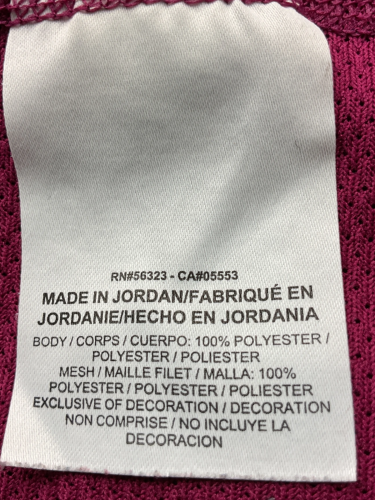 RN#56323 - CA#05553
MADE IN JORDAN/FABRIQUÉ EN
JORDANIE/HECHO EN JORDANIA
BODY / CORPS / CUERPO: 100% POLYESTER /
POLYESTER / POLIESTER
MESH / MAILLE FILET / MALLA: 100%
POLYESTER / POLYESTER / POLIESTER
EXCLUSIVE OF DECORATION / DECORATION
NON COMPRISE / NO INCLUYE LA
DECORACION